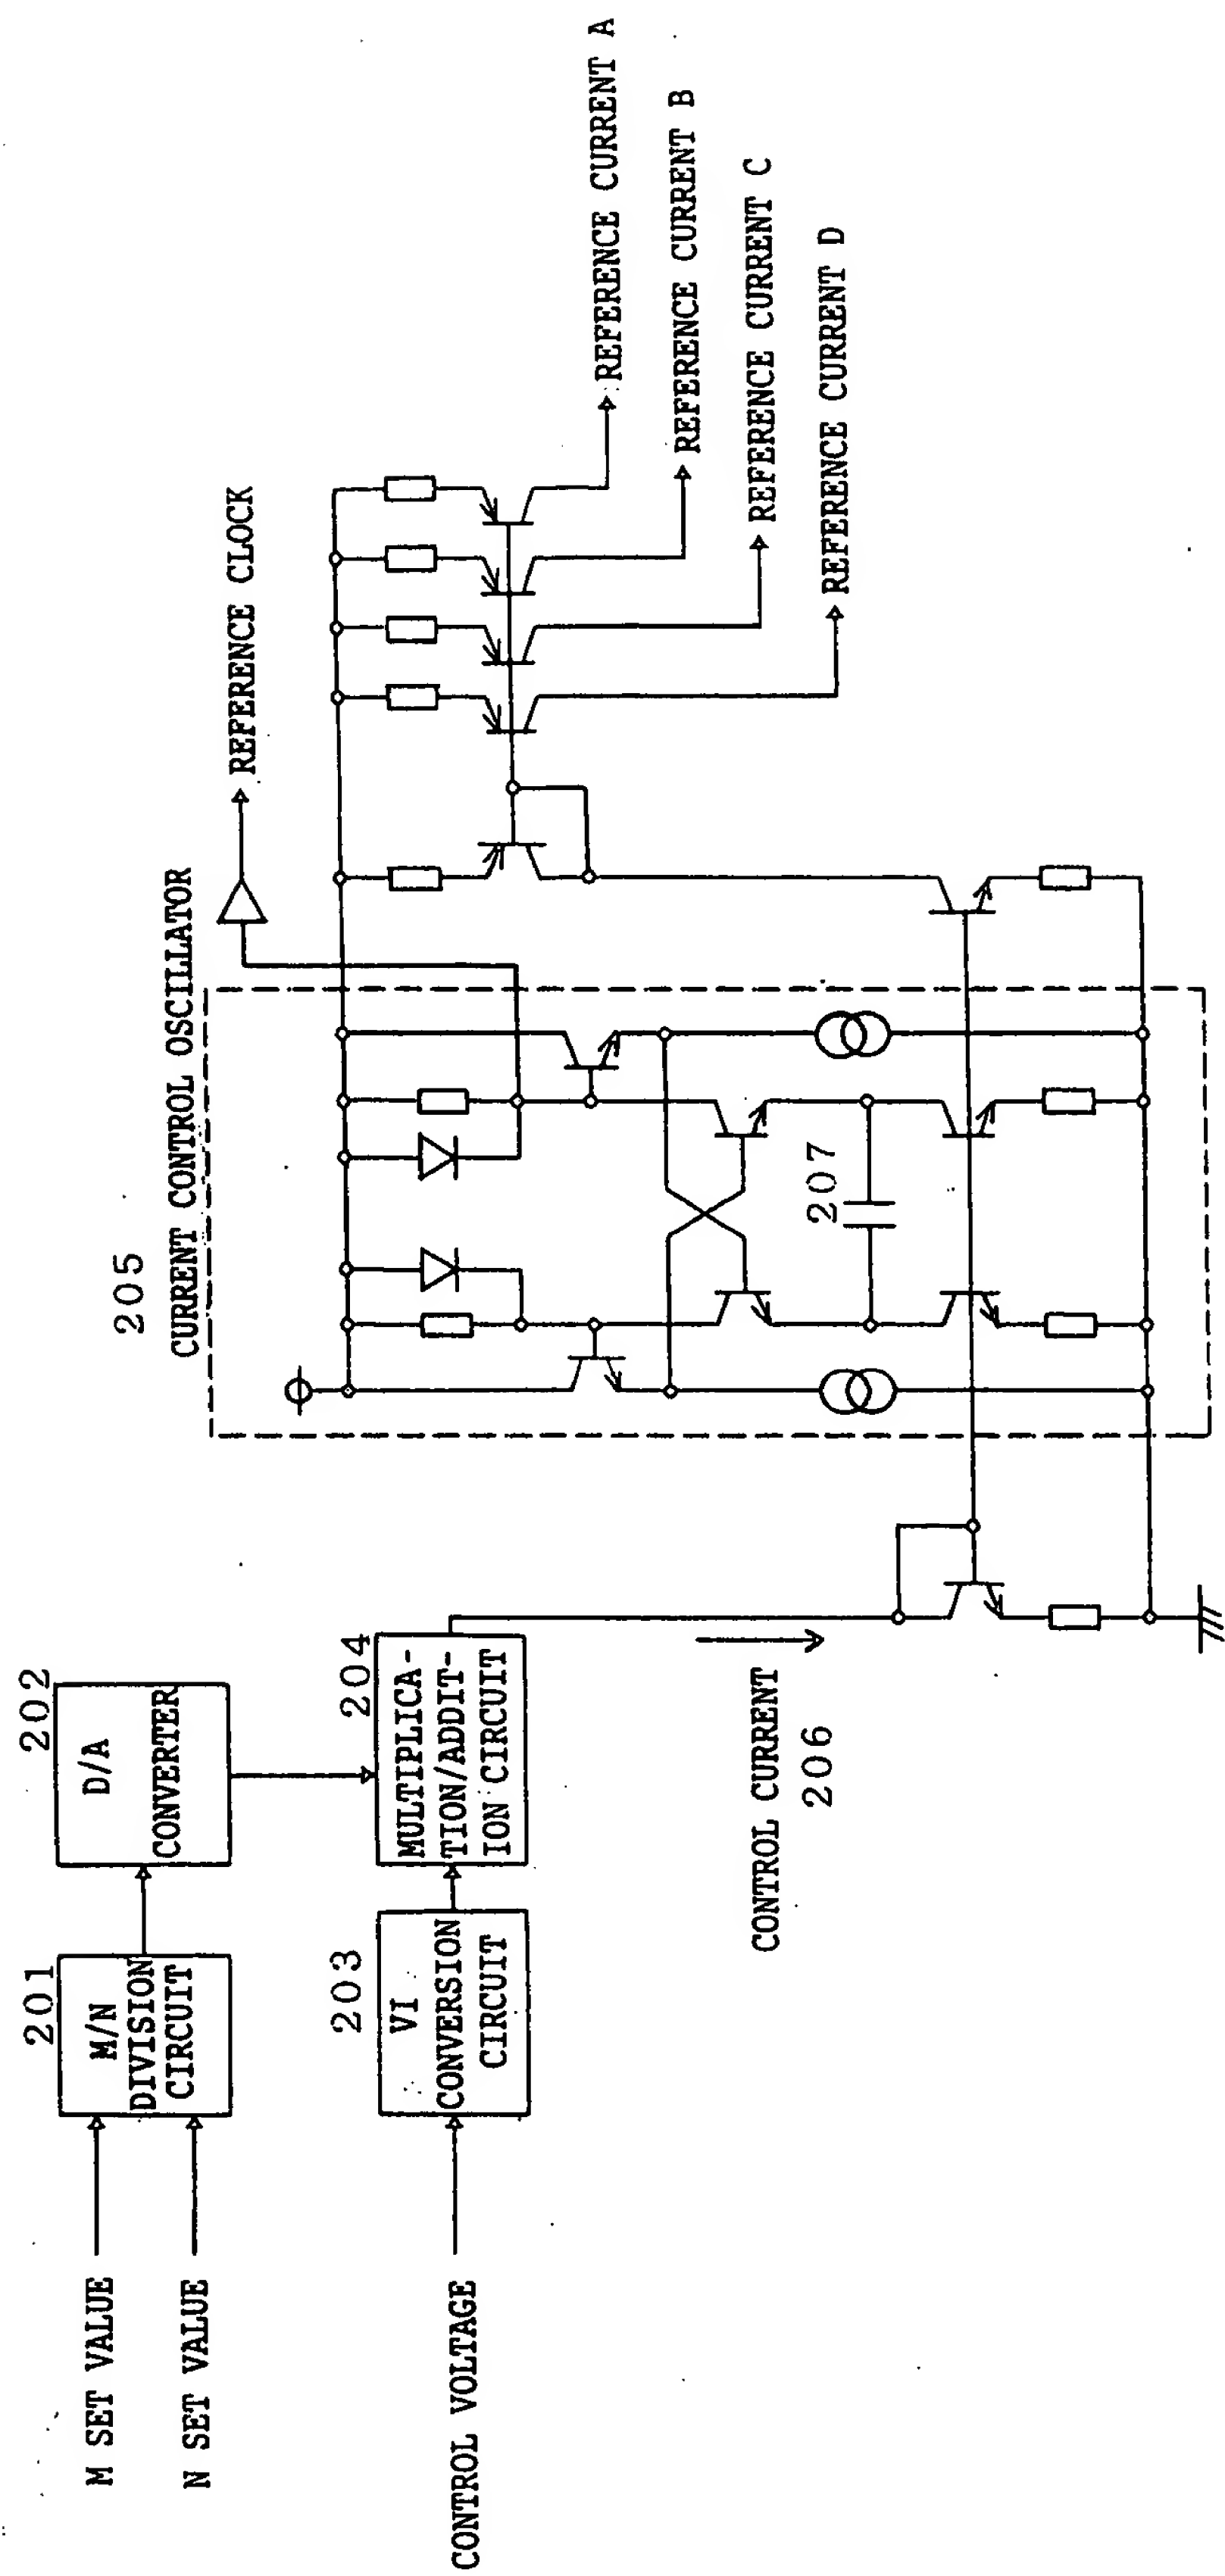 M SET VALUE
N SET VALUE
201
M/N
DIVISION
CIRCUIT
202
D/A
CONVERTER
CONTROL VOLTAGE
203
VI
CONVERSION
CIRCUIT
204
MULTIPLICA-
TION/ADDIT-
ION CIRCUIT
CONTROL CURRENT
206
205
CURRENT CONTROL OSCILLATOR
207
REFERENCE CLOCK
REFERENCE CURRENT A
REFERENCE CURRENT B
REFERENCE CURRENT C
REFERENCE CURRENT D